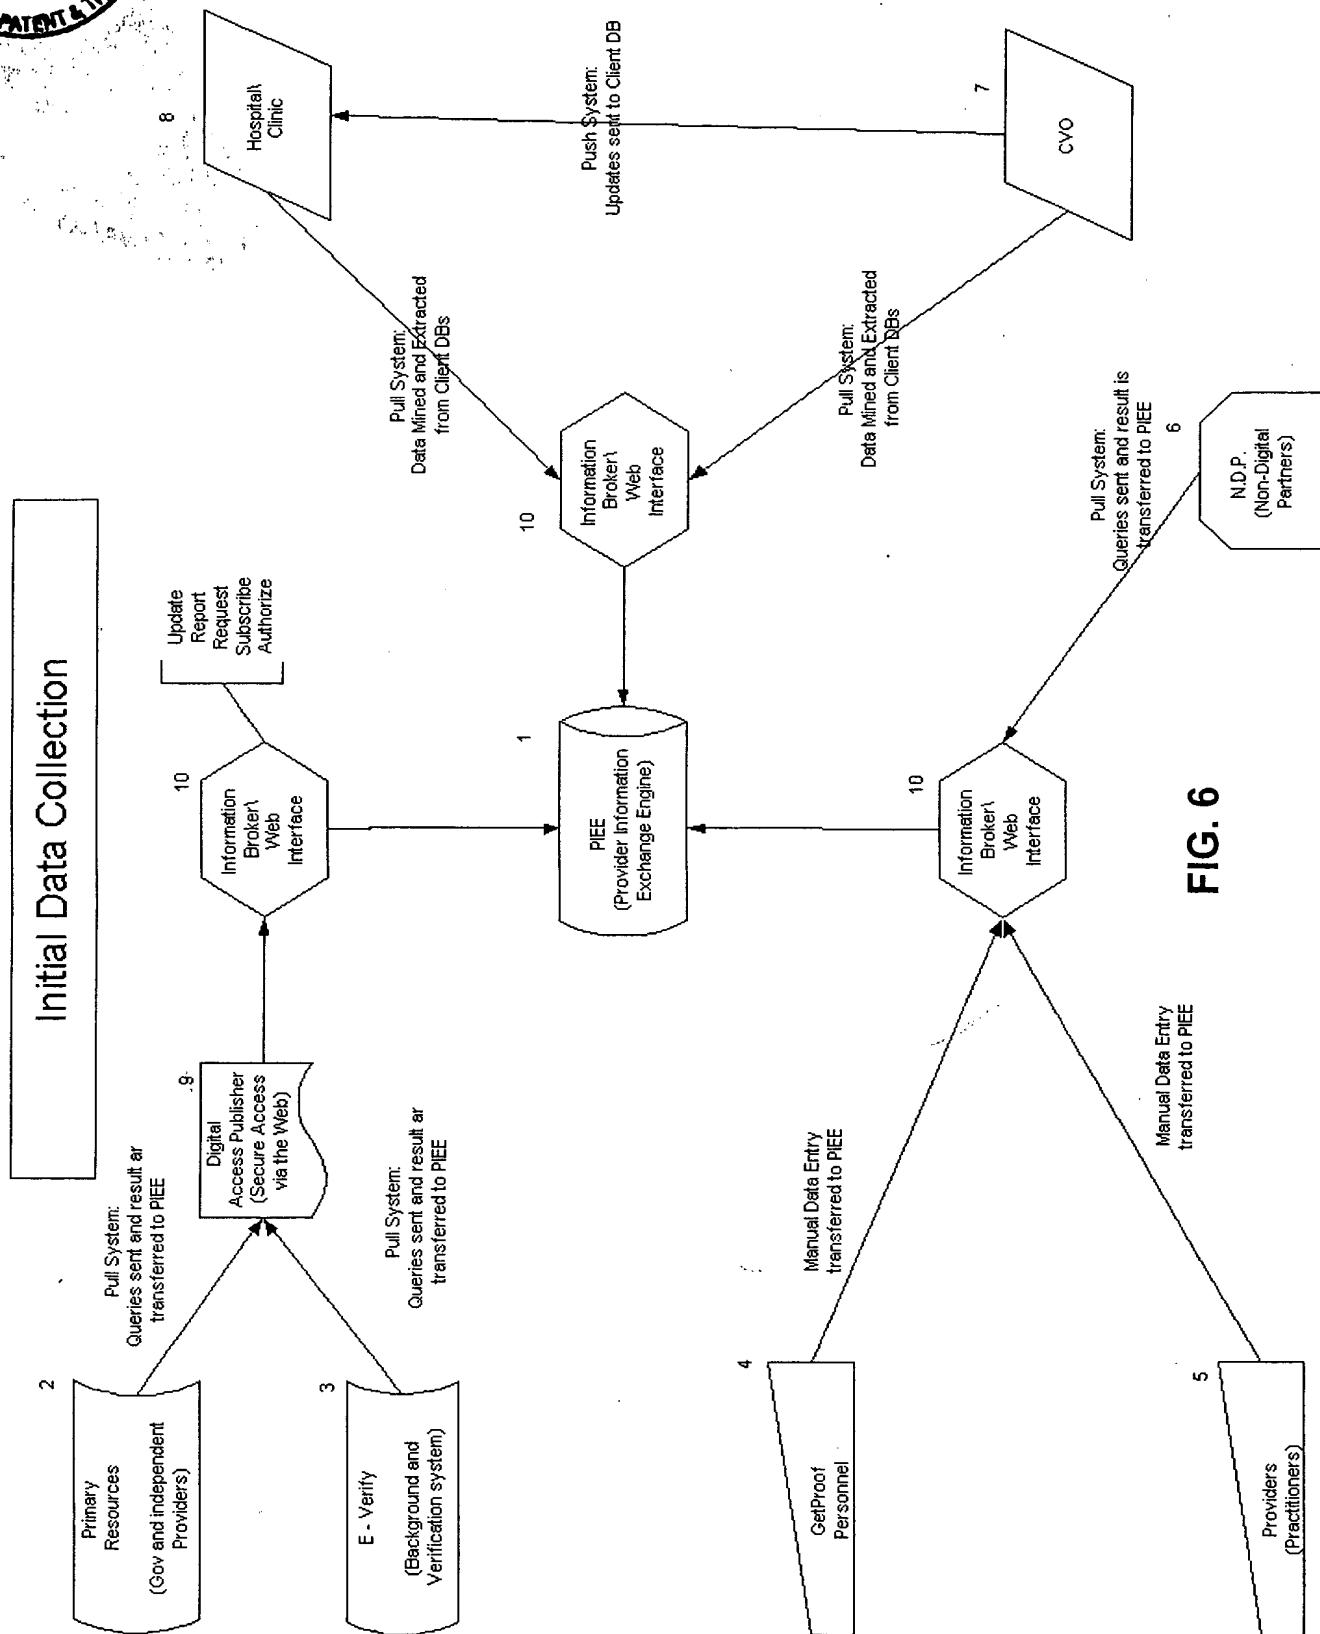 PATENT & T
Initial Data Collection
2
Primary
Resources
(Gov and independent
Providers)
Pull System:
Queries sent and result ar
transferred to PIEE
3
E - Verify
(Background and
Verification system)
Pull System:
Queries sent and result ar
transferred to PIEE
9
Digital
Access Publisher
(Secure Access
via the Web)
10
Information
Broker\
Web
Interface
Update
Report
Request
Subscribe
Authorize
8
Hospital\
Clinic
Pull System:
Data Mined and Extracted
from Client DBs
Push System:
Updates sent to Client DB
10
Information
Broker\
Web
Interface
1
PIEE
(Provider Information
Exchange Engine)
7
CVO
Pull System:
Data Mined and Extracted
from Client DBs
4
GetProof
Personnel
Manual Data Entry
transferred to PIEE
5
Providers
(Practitioners)
Manual Data Entry
transferred to PIEE
10
Information
Broker\
Web
Interface
6
N.D.P.
(Non-Digital
Partners)
Pull System:
Queries sent and result is
transferred to PIEE
FIG. 6